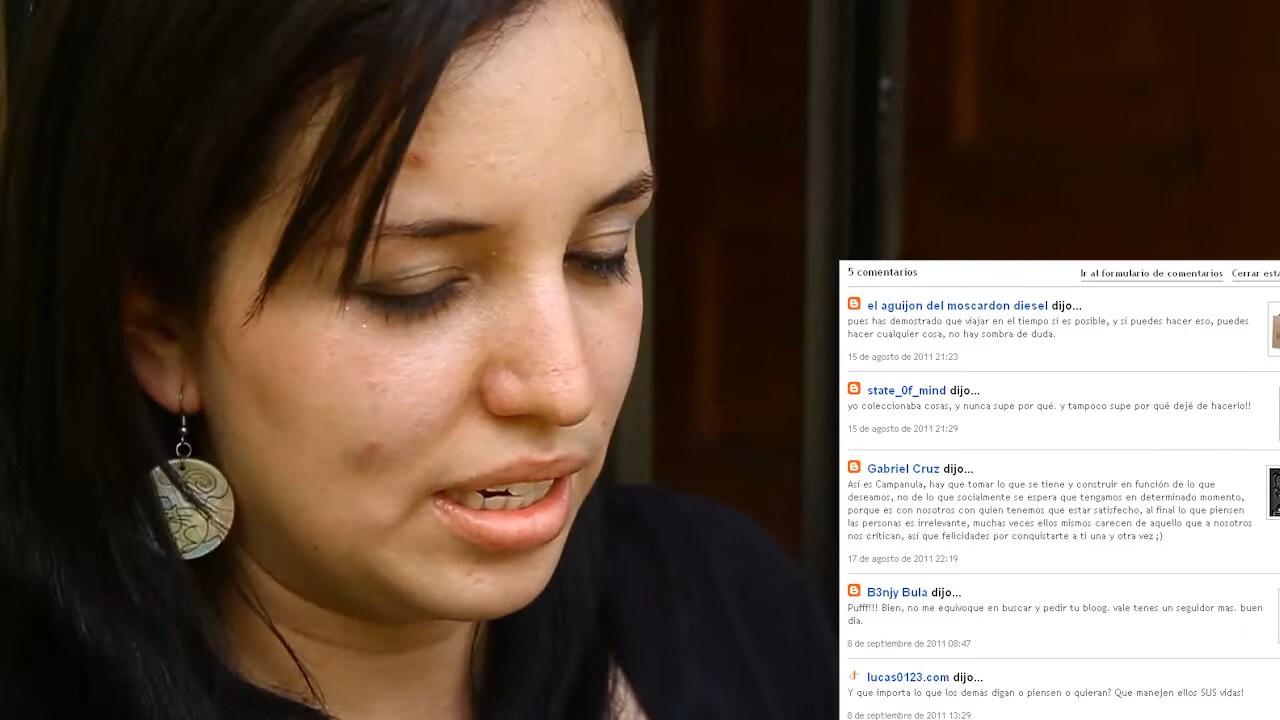 5 comentarios
Ir al formulario de comentarios Cerrar esta
el aguijon del moscardon diesel dijo...
pues has demostrado que viajar en el tiempo si es posible, y si puedes hacer eso, puedes
hacer cualquier cosa, no hay sombra de duda.
15 de agosto de 2011 21:23
state_0f_mind dijo...
yo coleccionaba cosas, y nunca supe por qué. y tampoco supe por qué dejé de hacerlo!!
15 de agosto de 2011 21:29
Gabriel Cruz dijo...
Así es Campanula, hay que tomar lo que se tiene y construir en función de lo que
deseamos, no de lo que socialmente se espera que tengamos en determinado momento,
porque es con nosotros con quien tenemos que estar satisfecho, al final lo que piensen
las personas es irrelevante, muchas veces ellos mismos carecen de aquello que a nosotros
nos critican, así que felicidades por conquistarte a ti una y otra vez ;)
17 de agosto de 2011 22:19
B3njy Bula dijo...
Pufff!!! Bien, no me equivoque en buscar y pedir tu bloog. vale tenes un seguidor mas. buen
dia.
8 de septiembre de 2011 08:47
lucas0123.com dijo...
Y que importa lo que los demás digan o piensen o quieran? Que manejen ellos SUS vidas!
8 de septiembre de 2011 13:29